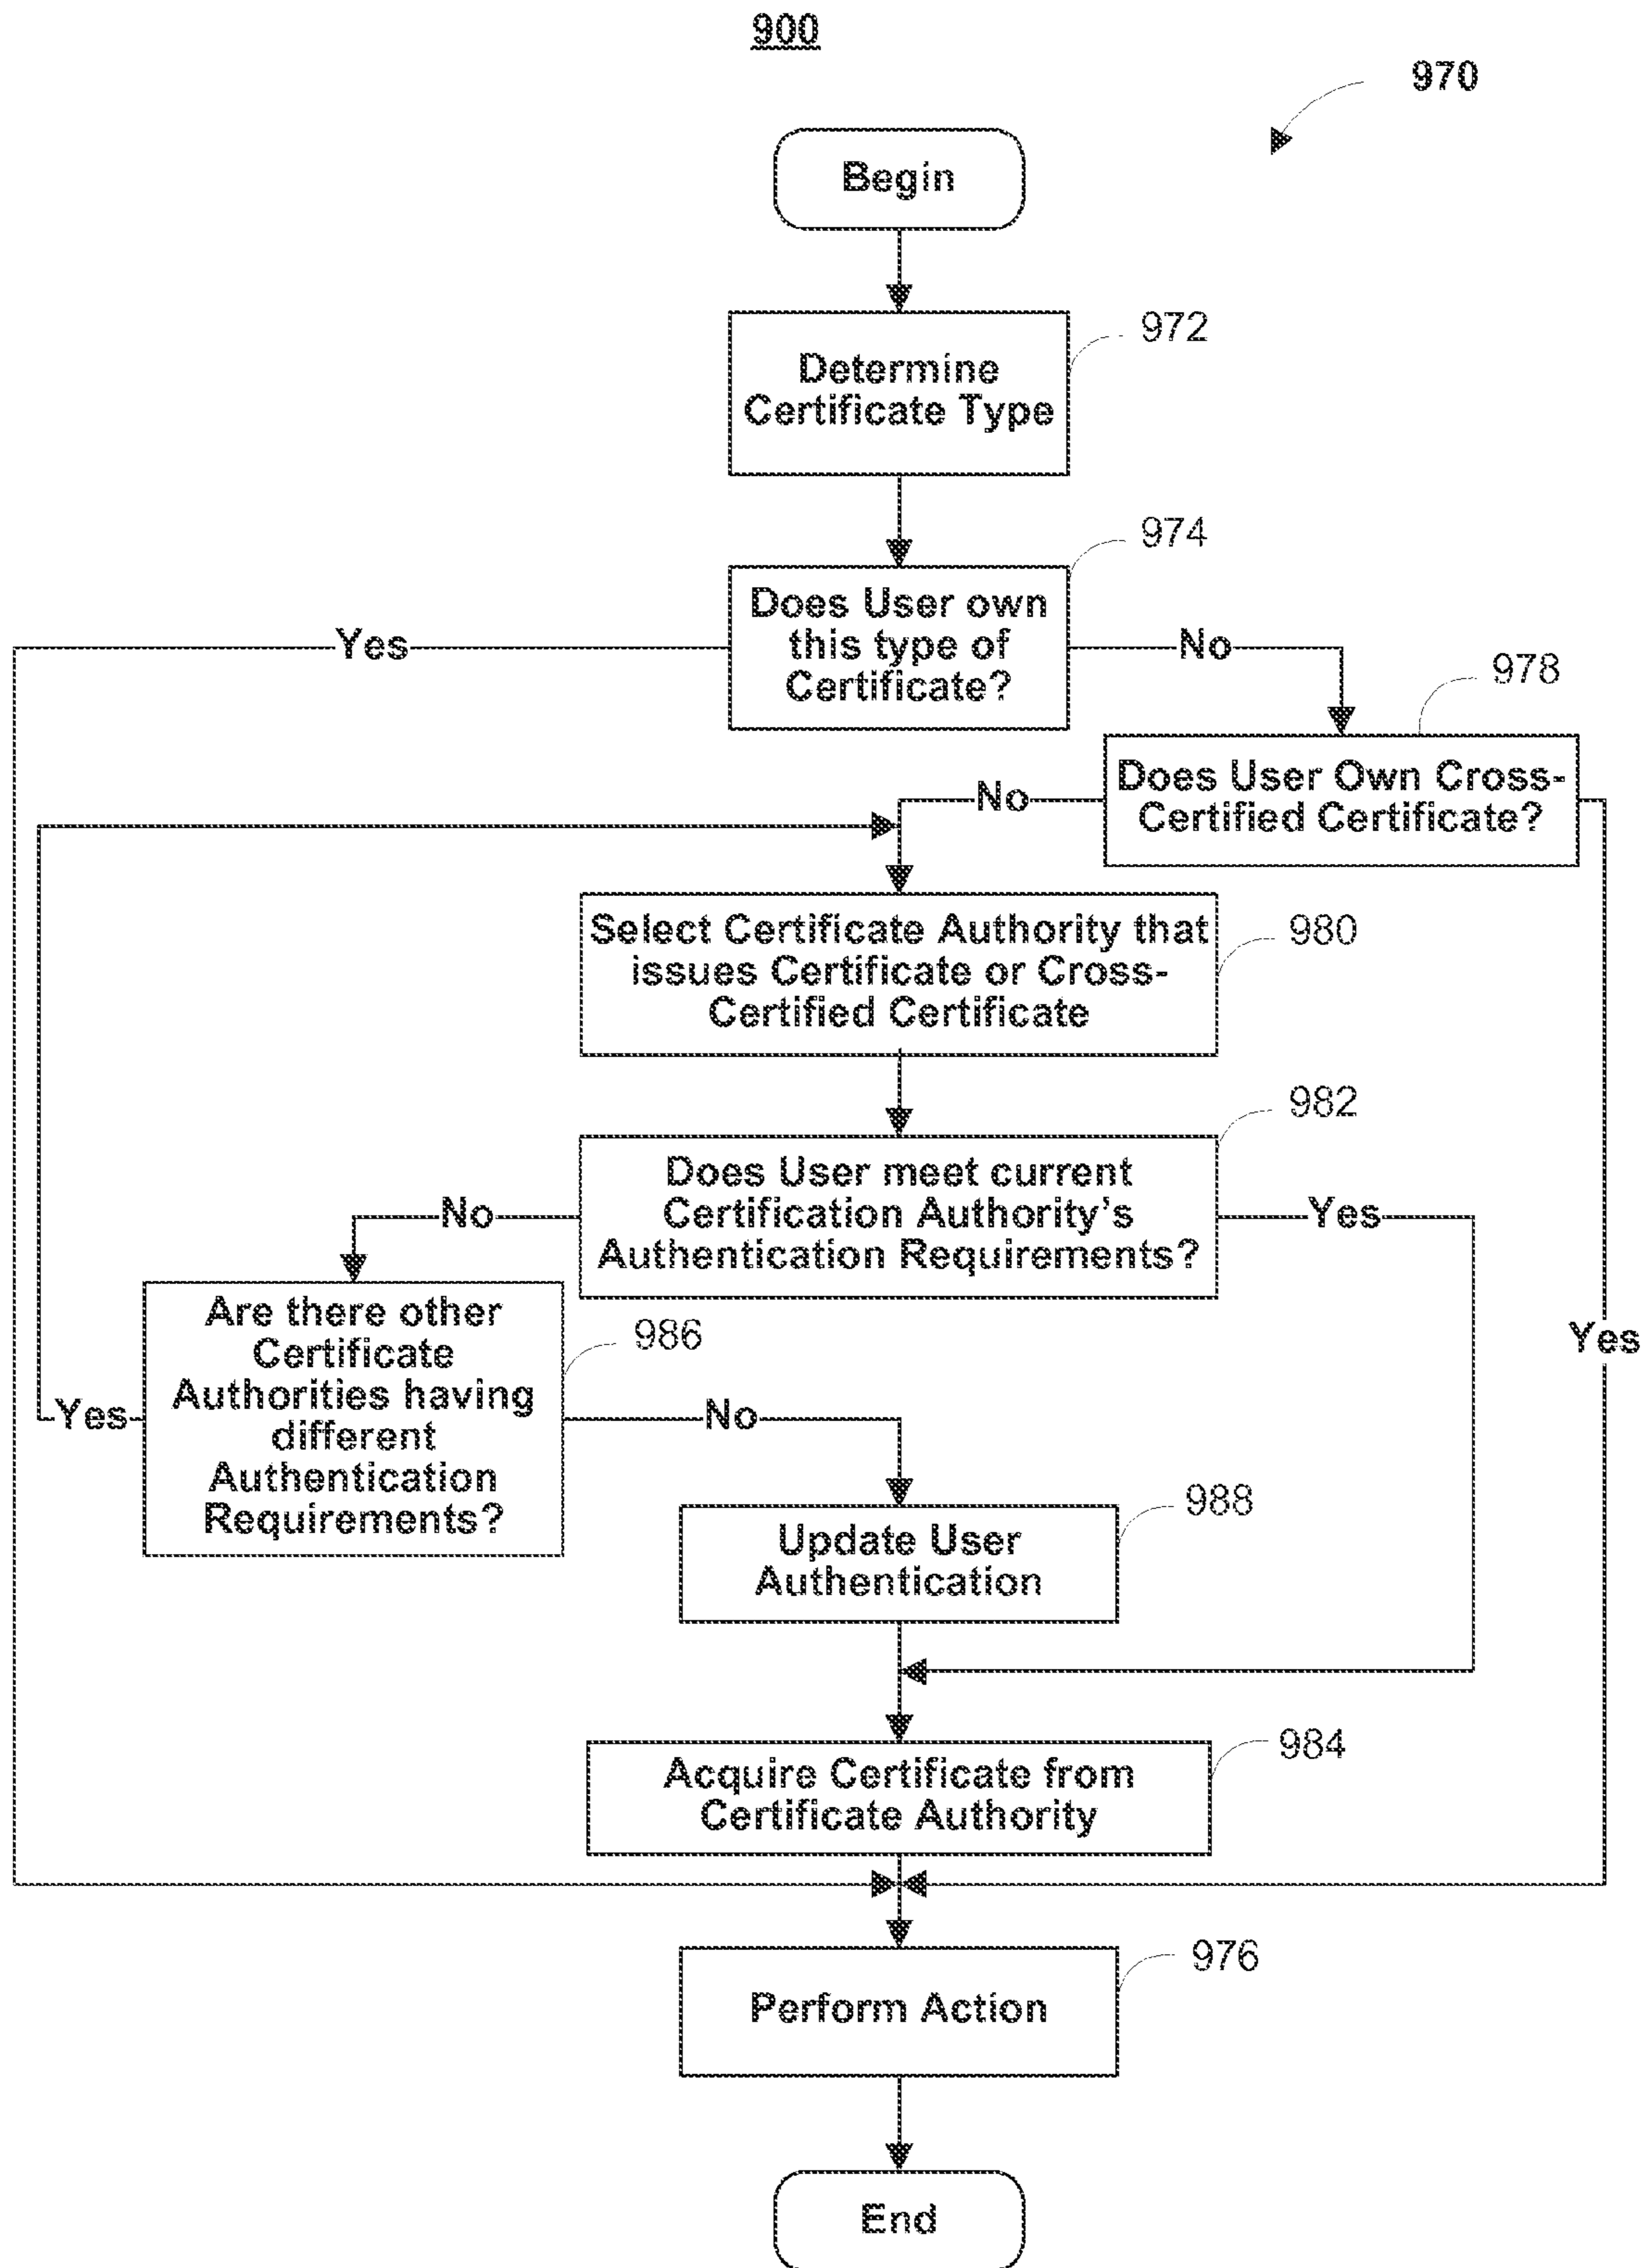 900
970
Begin
972
Determine
Certificate Type
974
Does User own
this type of
Certificate?
Yes
No
978
Does User Own Cross-
Certified Certificate?
No
Select Certificate Authority that
issues Certificate or Cross-
Certified Certificate
980
982
Does User meet current
Certification Authority's
Authentication Requirements?
No
Yes
Are there other
Certificate
Authorities having
different
Authentication
Requirements?
986
Yes
Yes
No
988
Update User
Authentication
984
Acquire Certificate from
Certificate Authority
976
Perform Action
End